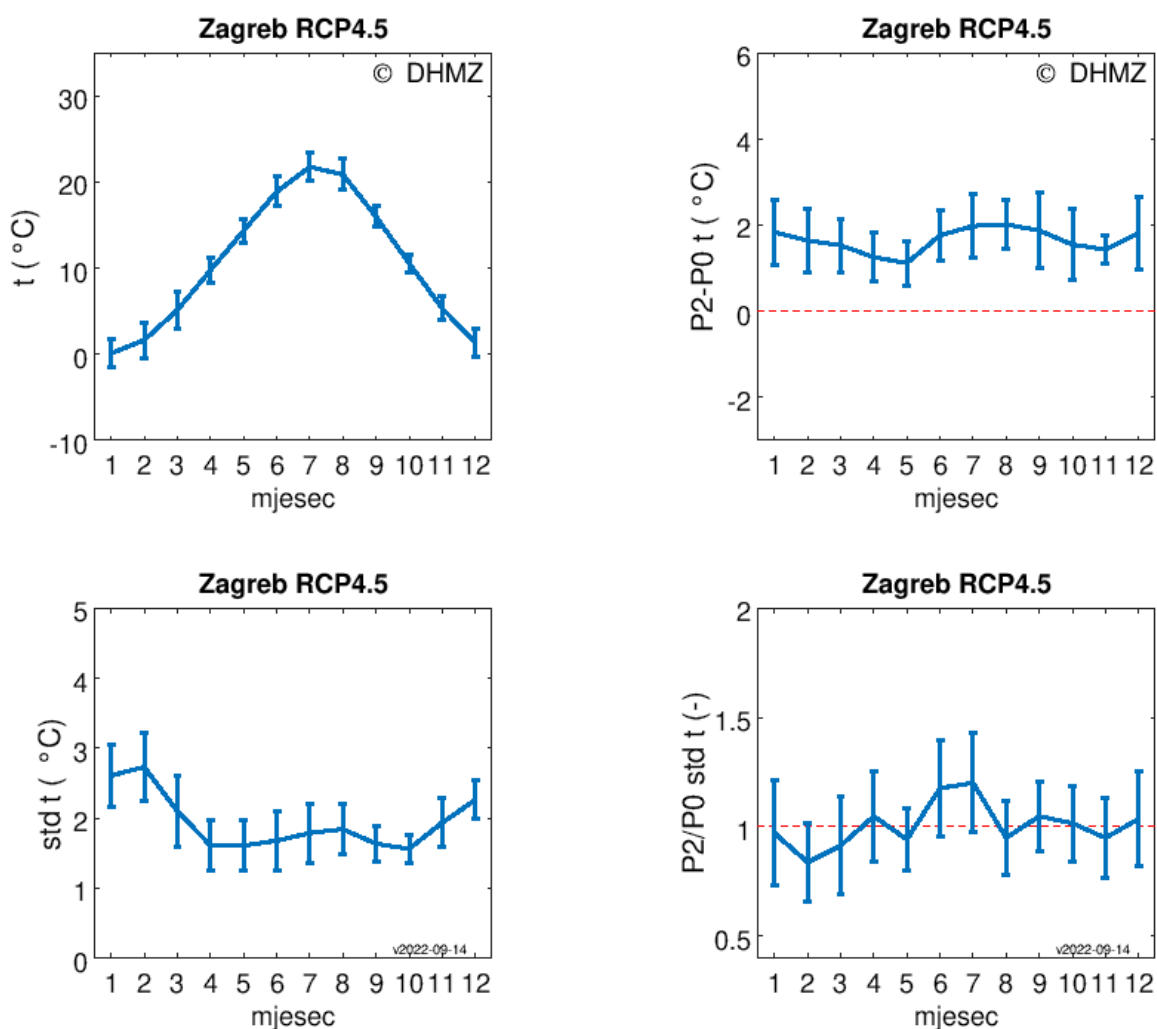 Zagreb RCP4.5
© DHMZ
t ( °C)
30
20
10
0
-10
1 2 3 4 5 6 7 8 9 10 11 12
mjesec
Zagreb RCP4.5
© DHMZ
P2-P0 t ( °C)
6
4
2
0
-2
1 2 3 4 5 6 7 8 9 10 11 12
mjesec
Zagreb RCP4.5
std t ( °C)
5
4
3
2
1
0
v2022-09-14
1 2 3 4 5 6 7 8 9 10 11 12
mjesec
Zagreb RCP4.5
P2/P0 std t (-)
2
1.5
1
0.5
v2022-09-14
1 2 3 4 5 6 7 8 9 10 11 12
mjesec